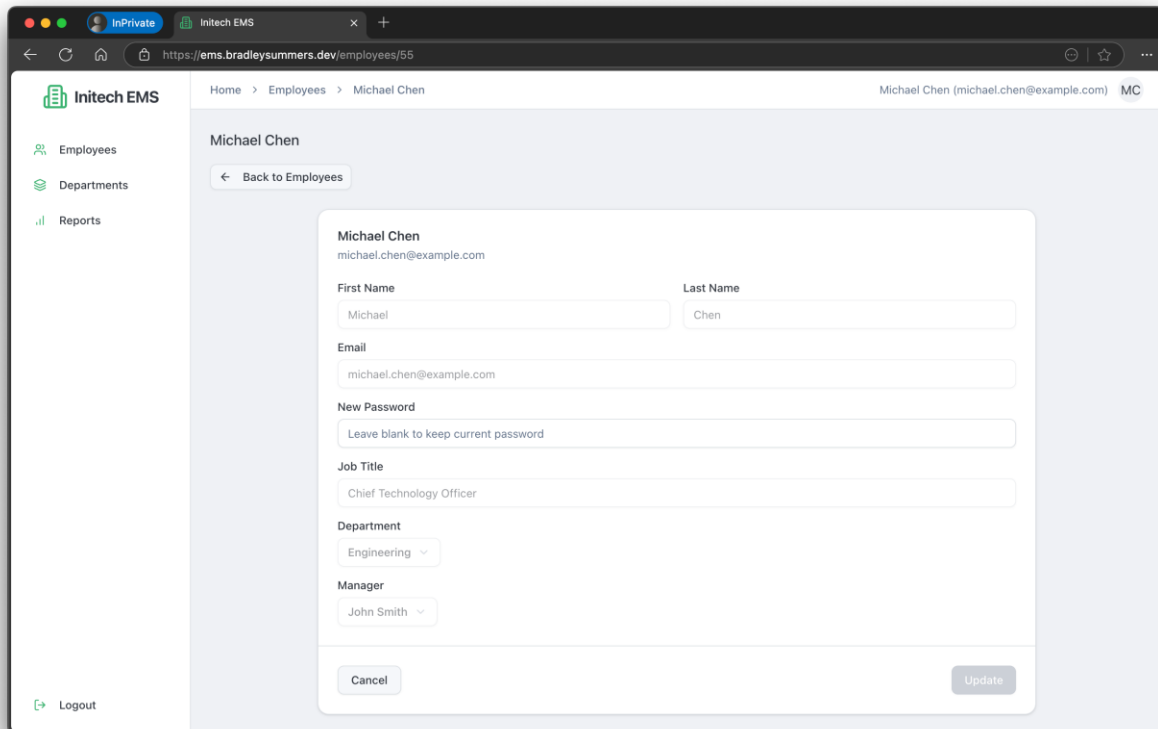 InPrivate
Initech EMS
https://ems.bradleysummers.dev/employees/55
Initech EMS
Home > Employees > Michael Chen
Michael Chen (michael.chen@example.com) MC
Employees
Departments
Reports
Logout
Michael Chen
Back to Employees
Michael Chen
michael.chen@example.com
First Name
Last Name
Michael
Chen
Email
michael.chen@example.com
New Password
Leave blank to keep current password
Job Title
Chief Technology Officer
Department
Engineering
Manager
John Smith
Cancel
Update